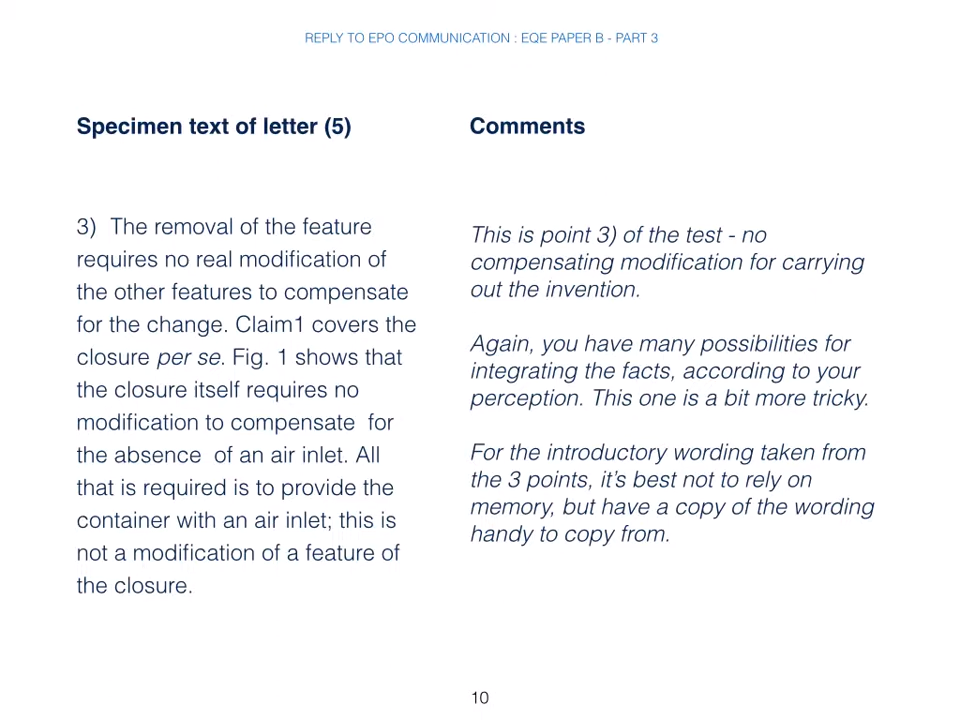 REPLY TO EPO COMMUNICATION : EQE PAPER B - PART 3
Specimen text of letter (5)
3)  The removal of the feature
requires no real modification of
the other features to compensate
for the change. Claim1 covers the
closure per se. Fig. 1 shows that
the closure itself requires no
modification to compensate  for
the absence  of an air inlet. All
that is required is to provide the
container with an air inlet; this is
not a modification of a feature of
the closure.
Comments
This is point 3) of the test - no
compensating modification for carrying
out the invention.
Again, you have many possibilities for
integrating the facts, according to your
perception. This one is a bit more tricky.
For the introductory wording taken from
the 3 points, it’s best not to rely on
memory, but have a copy of the wording
handy to copy from.
10